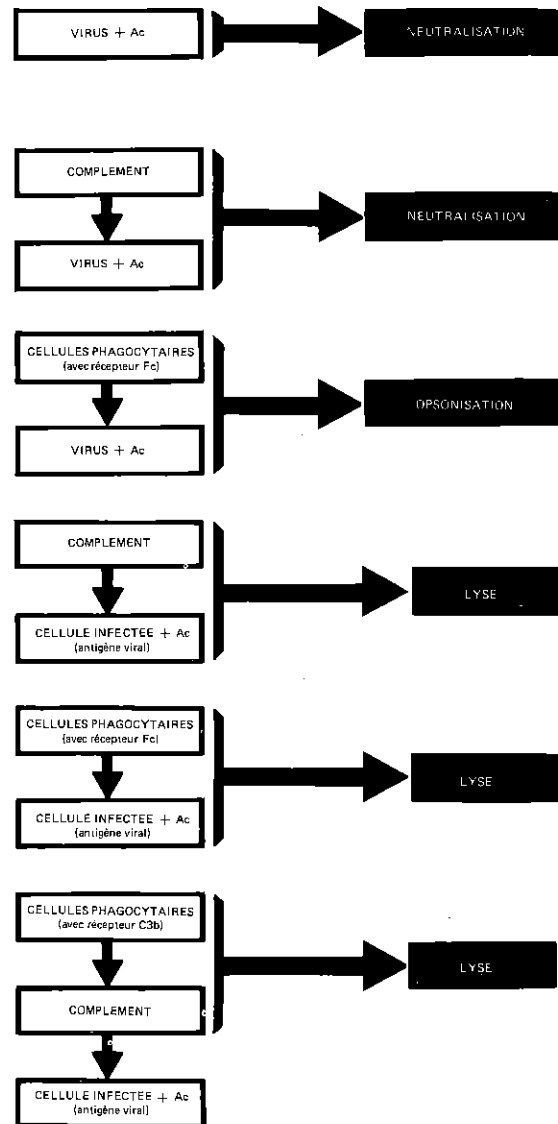 VIRUS + Ac
NEUTRALISATION
COMPLEMENT
VIRUS + Ac
NEUTRALISATION
CELLULES PHAGOCYTAIRES
(avec récepteur Fc)
VIRUS + Ac
OPSONISATION
COMPLEMENT
CELLULE INFECTEE + Ac
(antigène viral)
LYSE
CELLULES PHAGOCYTAIRES
(avec récepteur Fc)
CELLULE INFECTEE + Ac
(antigène viral)
LYSE
CELLULES PHAGOCYTAIRES
(avec récepteur C3b)
COMPLEMENT
CELLULE INFECTEE + Ac
(antigène viral)
LYSE